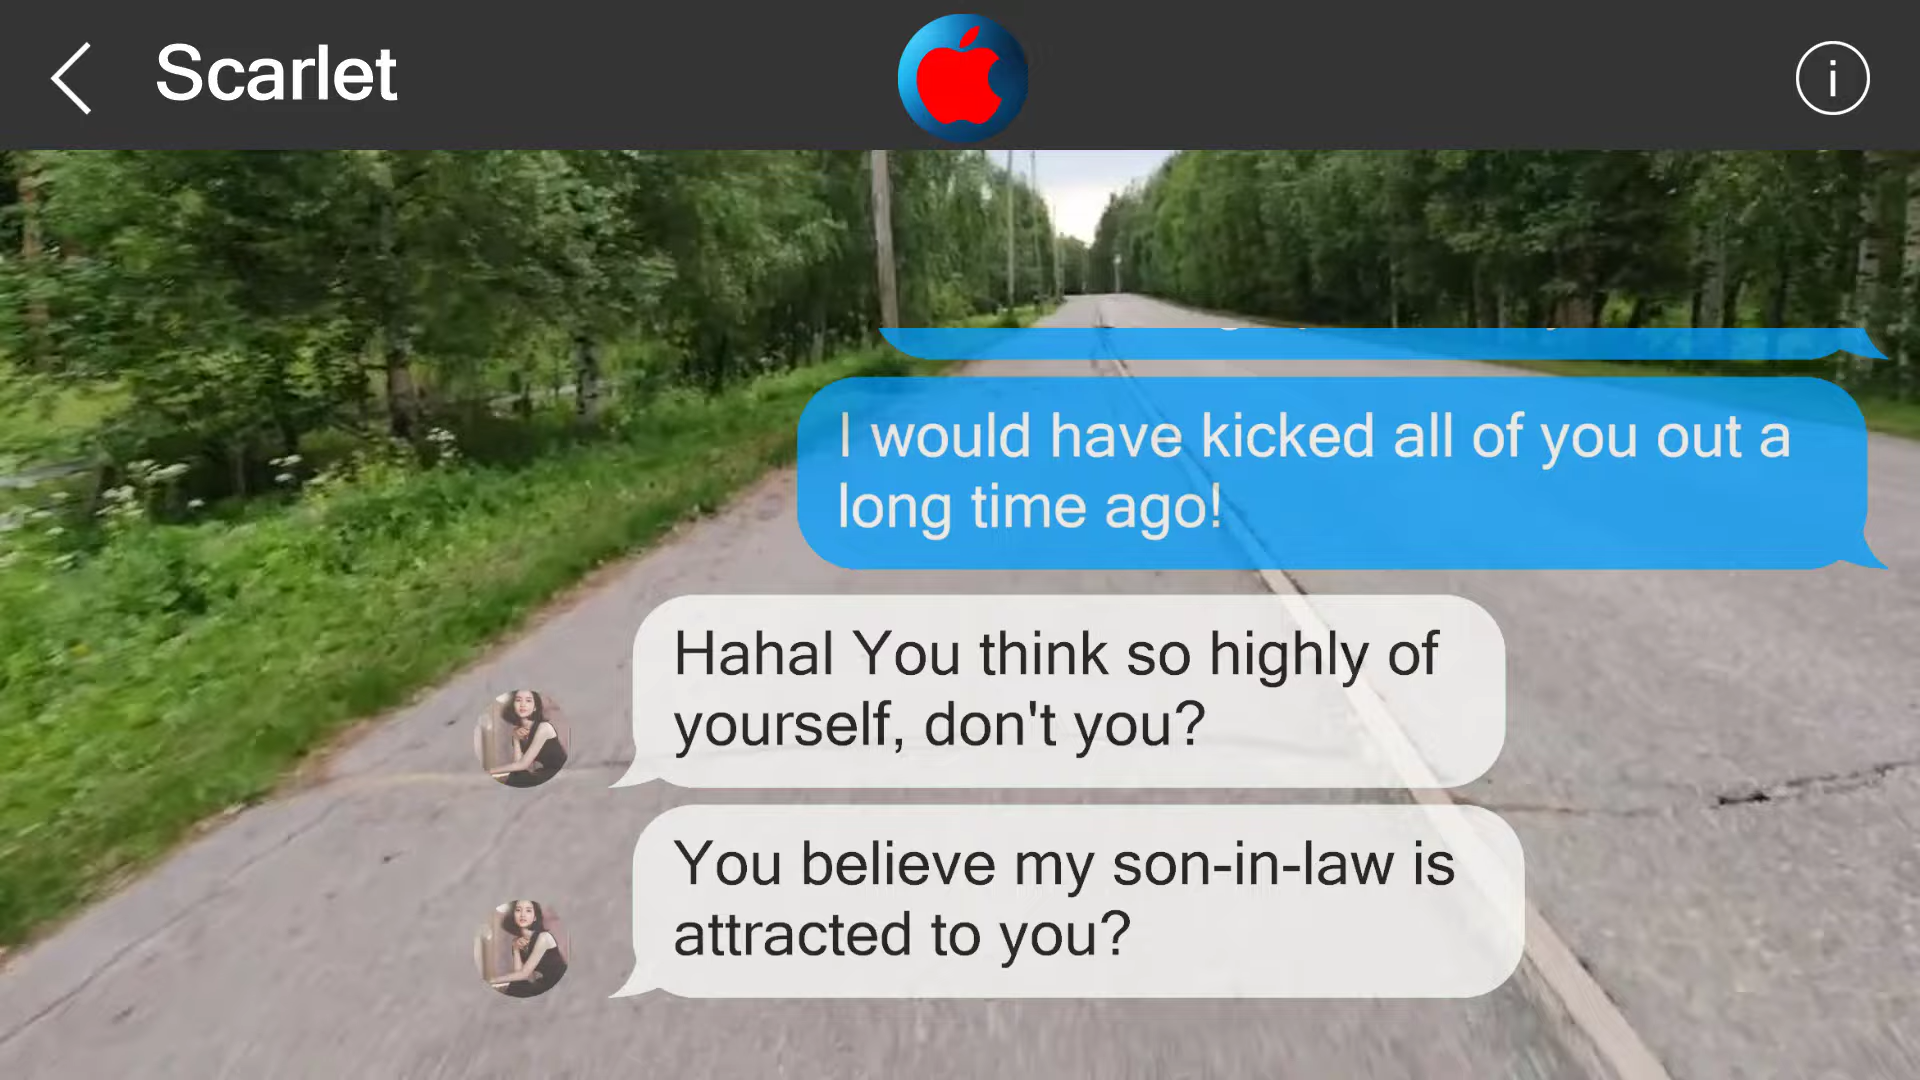 Scarlet
I would have kicked all of you out a
long time ago!
Hahal You think so highly of
yourself, don't you?
You believe my son-in-law is
attracted to you?